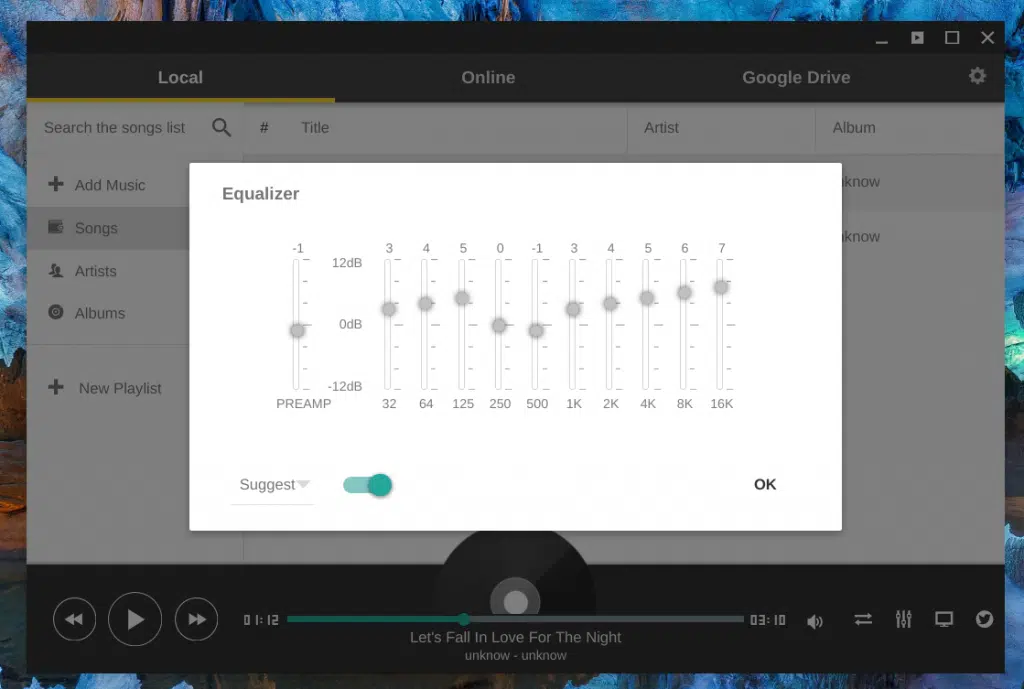 Local Online Google Drive
Search the songs list # Title Artist Album
Add Music
Songs
Artists
Albums
New Playlist
know
know
Equalizer
-1 3 4 5 0 -1 3 4 5 6 7
12dB
0dB
-12dB
PREAMP 32 64 125 250 500 1K 2K 4K 8K 16K
Suggest OK
01:12 03:10
Let's Fall In Love For The Night
unknow - unknow